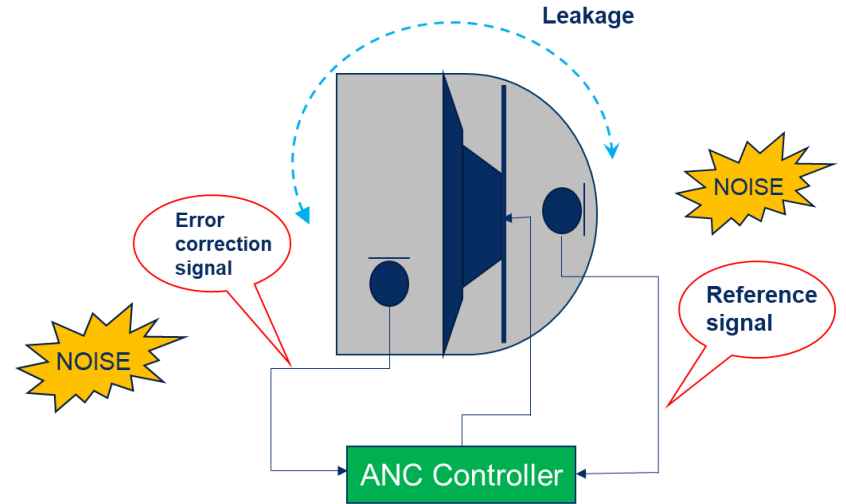 Leakage
NOISE
Error
correction
signal
Reference
signal
NOISE
ANC Controller